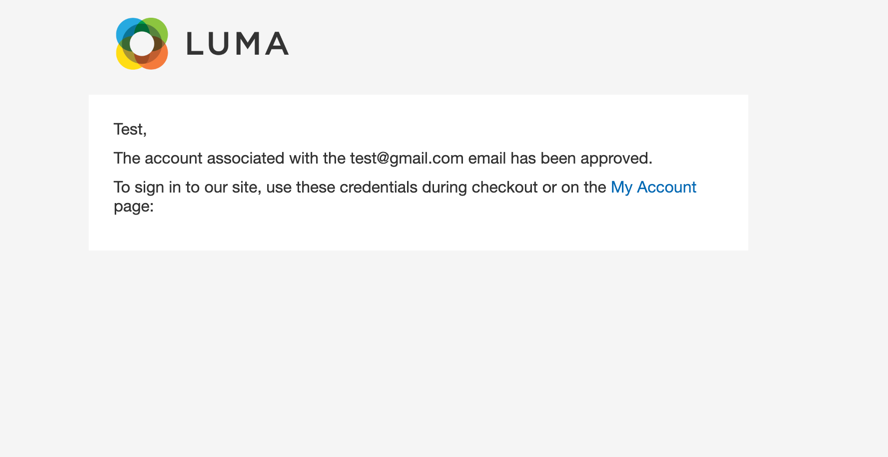 LUMA
Test,
The account associated with the test@gmail.com email has been approved.
To sign in to our site, use these credentials during checkout or on the My Account
page: